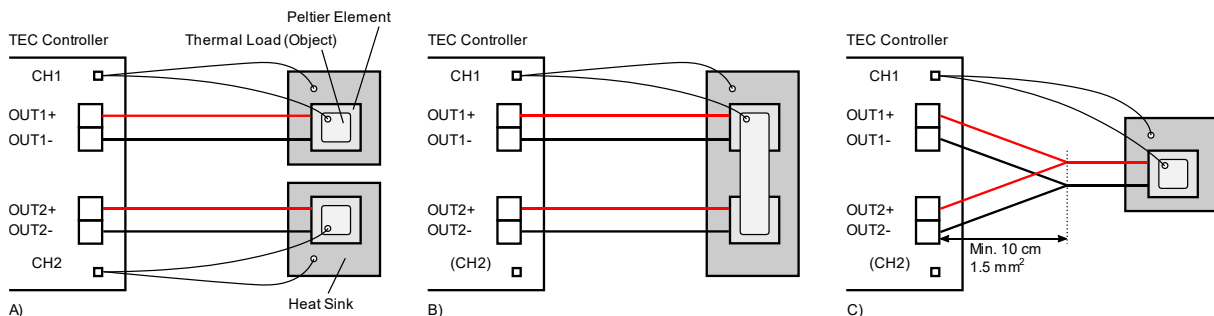 Peltier Element
TEC Controller
Thermal Load (Object)
CH1
OUT1+
OUT1-
OUT2+
OUT2-
CH2
Heat Sink
A)
TEC Controller
CH1
OUT1+
OUT1-
OUT2+
OUT2-
(CH2)
B)
TEC Controller
CH1
OUT1+
OUT1-
OUT2+
OUT2-
(CH2)
Min. 10 cm
1.5 mm²
C)